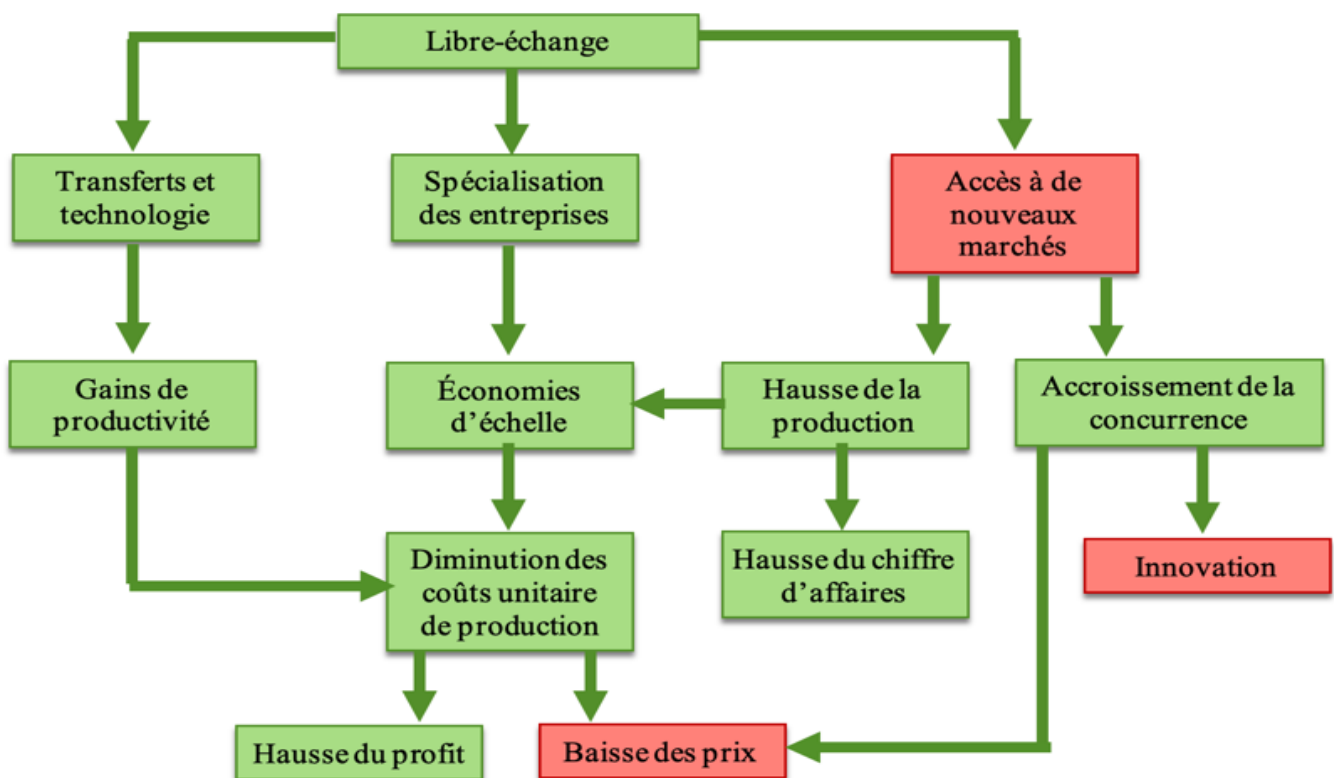 Libre-échange
Transferts et
technologie
Spécialisation
des entreprises
Accès à de
nouveaux
marchés
Gains de
productivité
Économies
d’échelle
Hausse de la
production
Accroissement de la
concurrence
Diminution des
coûts unitaire
de production
Hausse du chiffre
d’affaires
Innovation
Hausse du profit
Baisse des prix